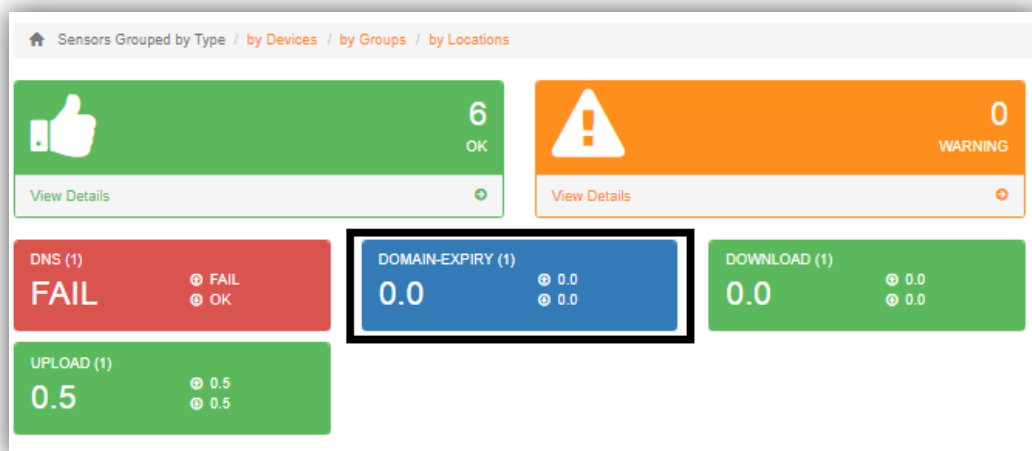 Sensors Grouped by Type / by Devices / by Groups / by Locations
6
OK
View Details
0
WARNING
View Details
DNS (1)
FAIL
FAIL
OK
DOMAIN-EXPIRY (1)
0.0
0.0
0.0
DOWNLOAD (1)
0.0
0.0
0.0
UPLOAD (1)
0.5
0.5
0.5